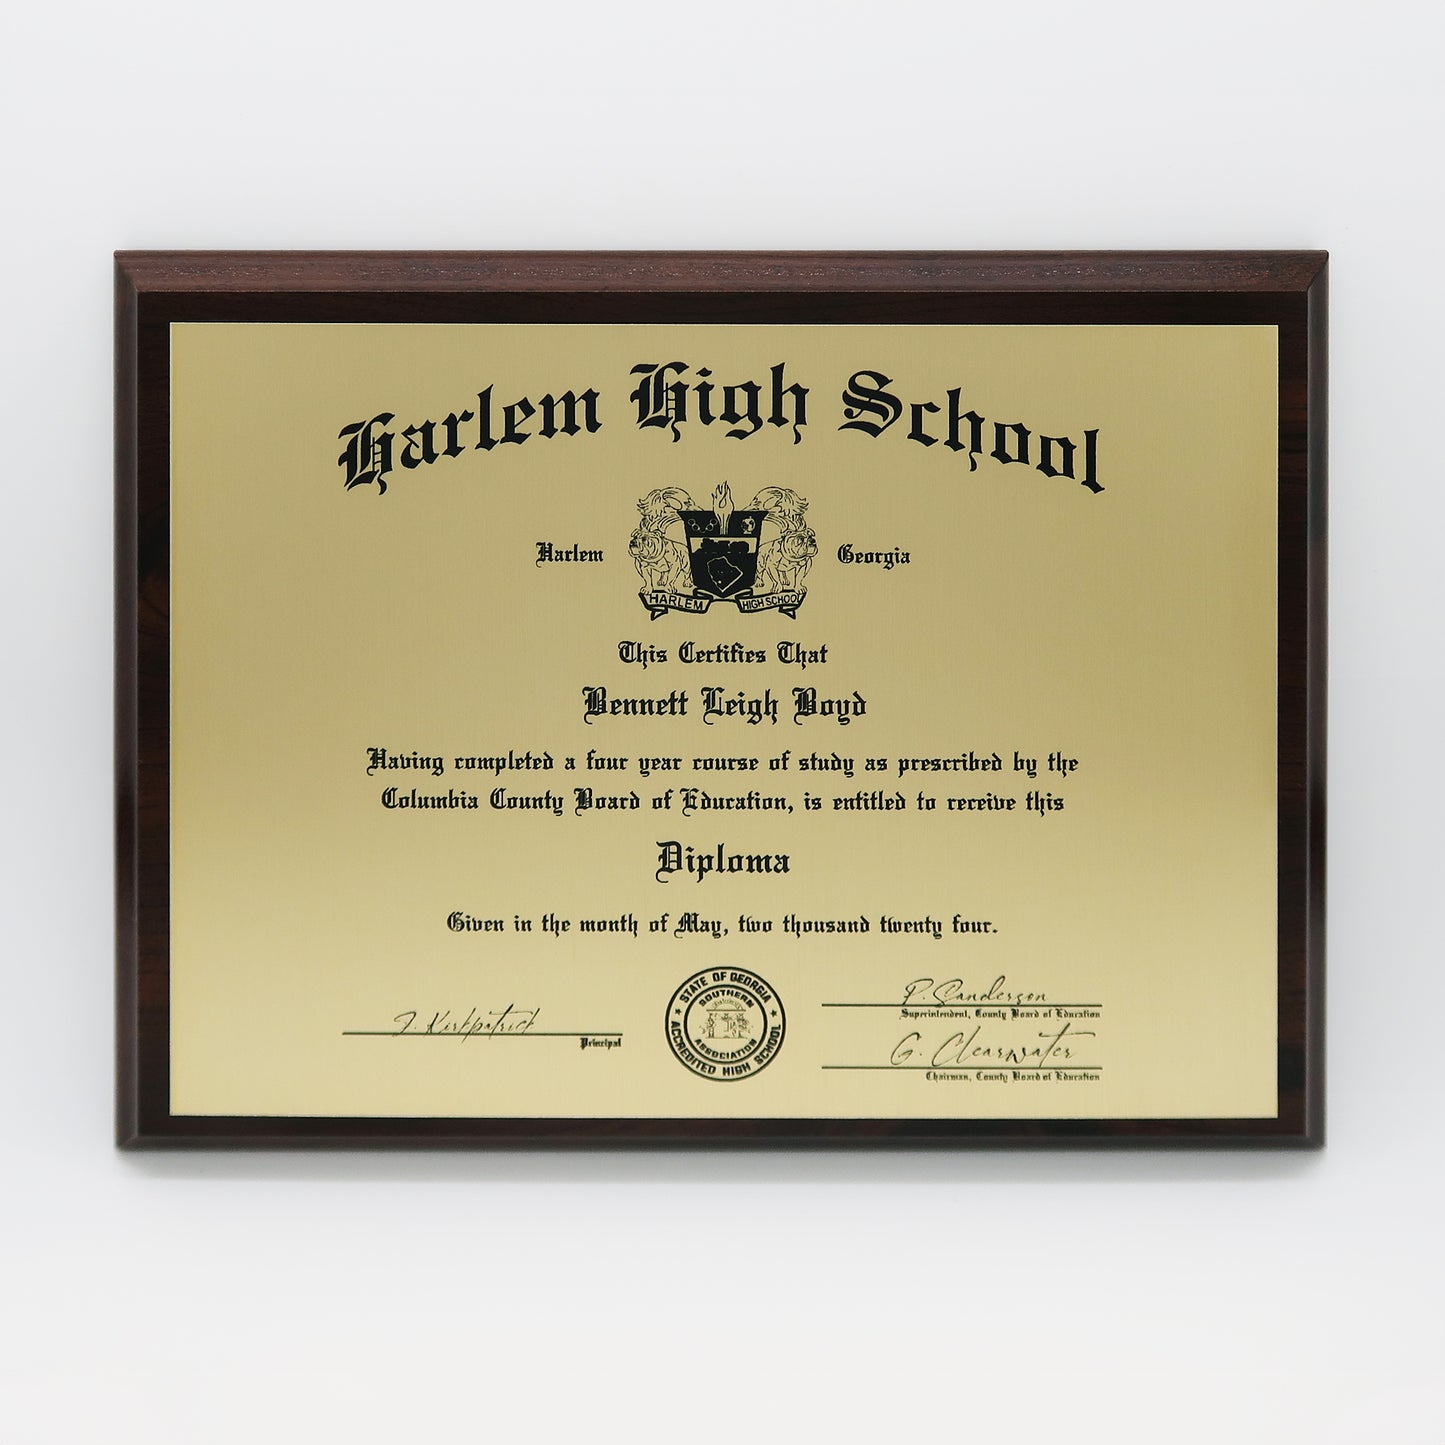 Harlem High School
Harlem
Georgia
HARLEM HIGH SCHOOL
This Certifies That
Bennett Leigh Boyd
Having completed a four year course of study as prescribed by the
Columbia County Board of Education, is entitled to receive this
Diploma
Given in the month of May, two thousand twenty four.
J. Kirkpatrick
Principal
STATE OF GEORGIA
SOUTHERN
ASSOCIATION
ACCREDITED HIGH SCHOOL
P. Sanderson
Superintendent, County Board of Education
G. Clearwater
Chairman, County Board of Education